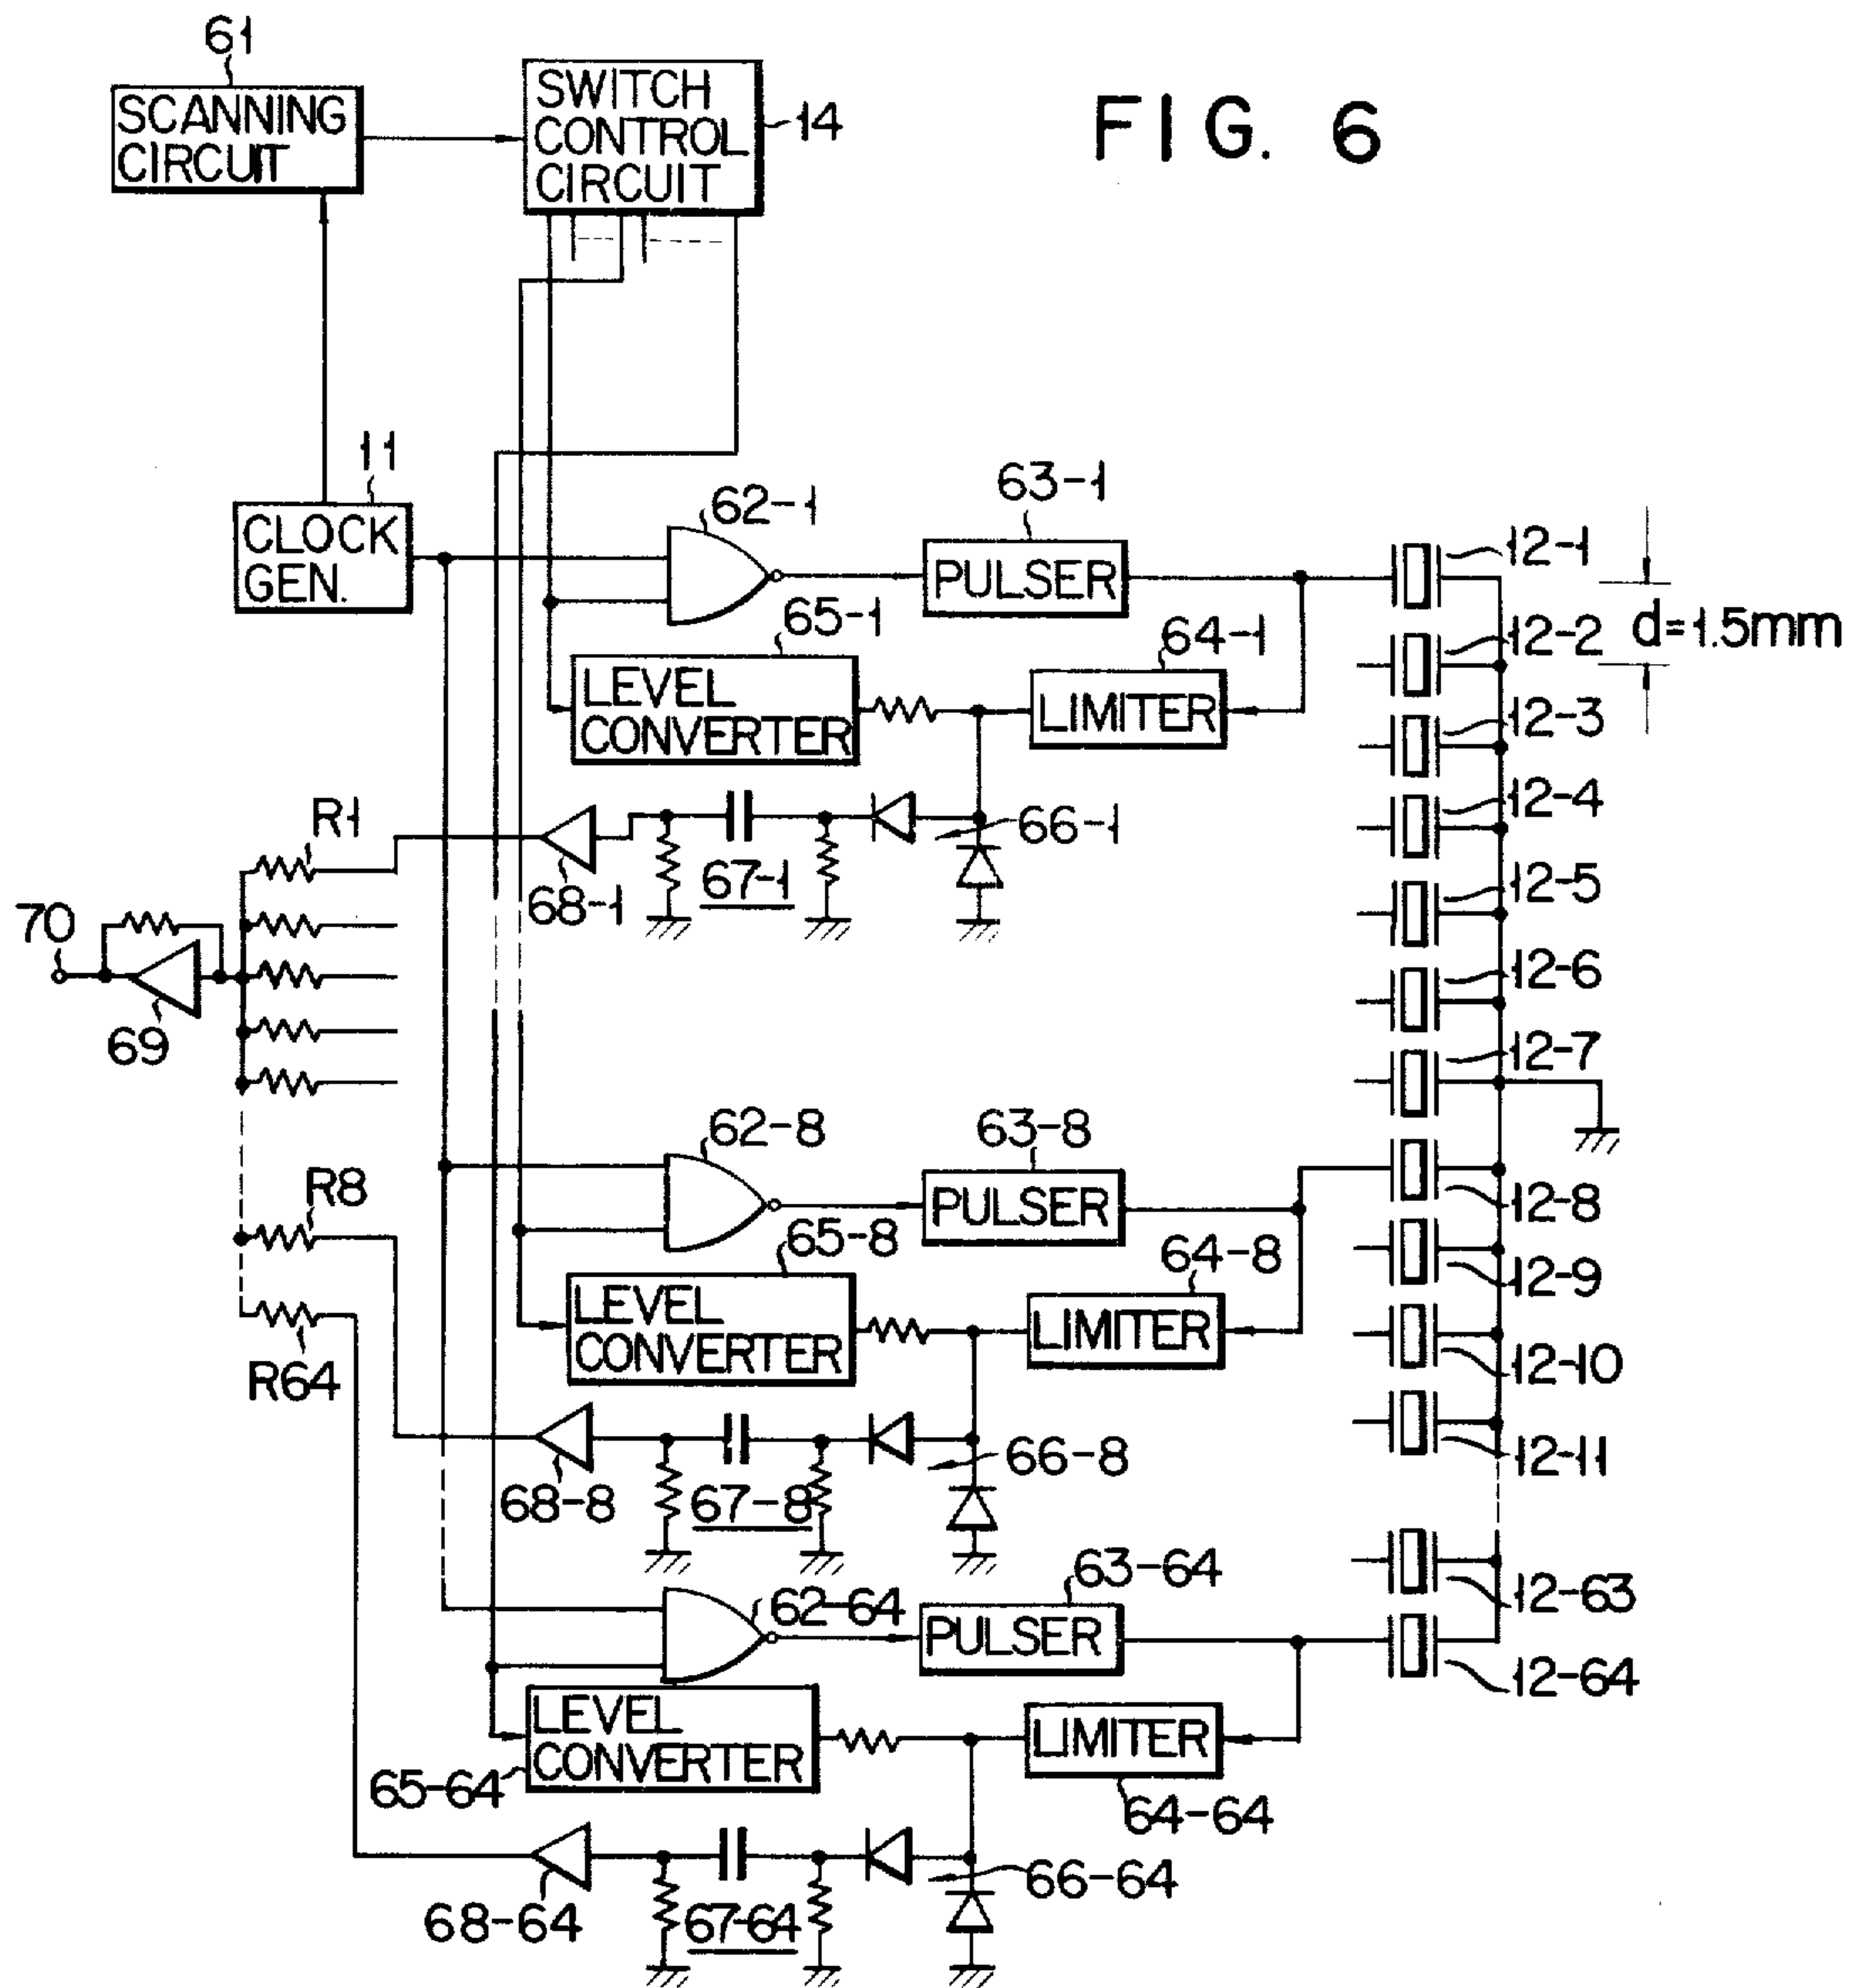 61
SCANNING
CIRCUIT
SWITCH
CONTROL
CIRCUIT
14
FIG. 6
11
CLOCK
GEN.
62-1
63-1
PULSER
12-1
65-1
64-1
12-2
d=1.5mm
LEVEL
CONVERTER
LIMITER
12-3
R1
12-4
66-1
67-1
68-1
12-5
70
12-6
69
12-7
62-8
63-8
R8
PULSER
12-8
65-8
64-8
12-9
LEVEL
CONVERTER
LIMITER
12-10
R64
12-11
66-8
67-8
68-8
63-64
12-63
62-64
PULSER
12-64
LEVEL
CONVERTER
LIMITER
65-64
64-64
66-64
67-64
68-64